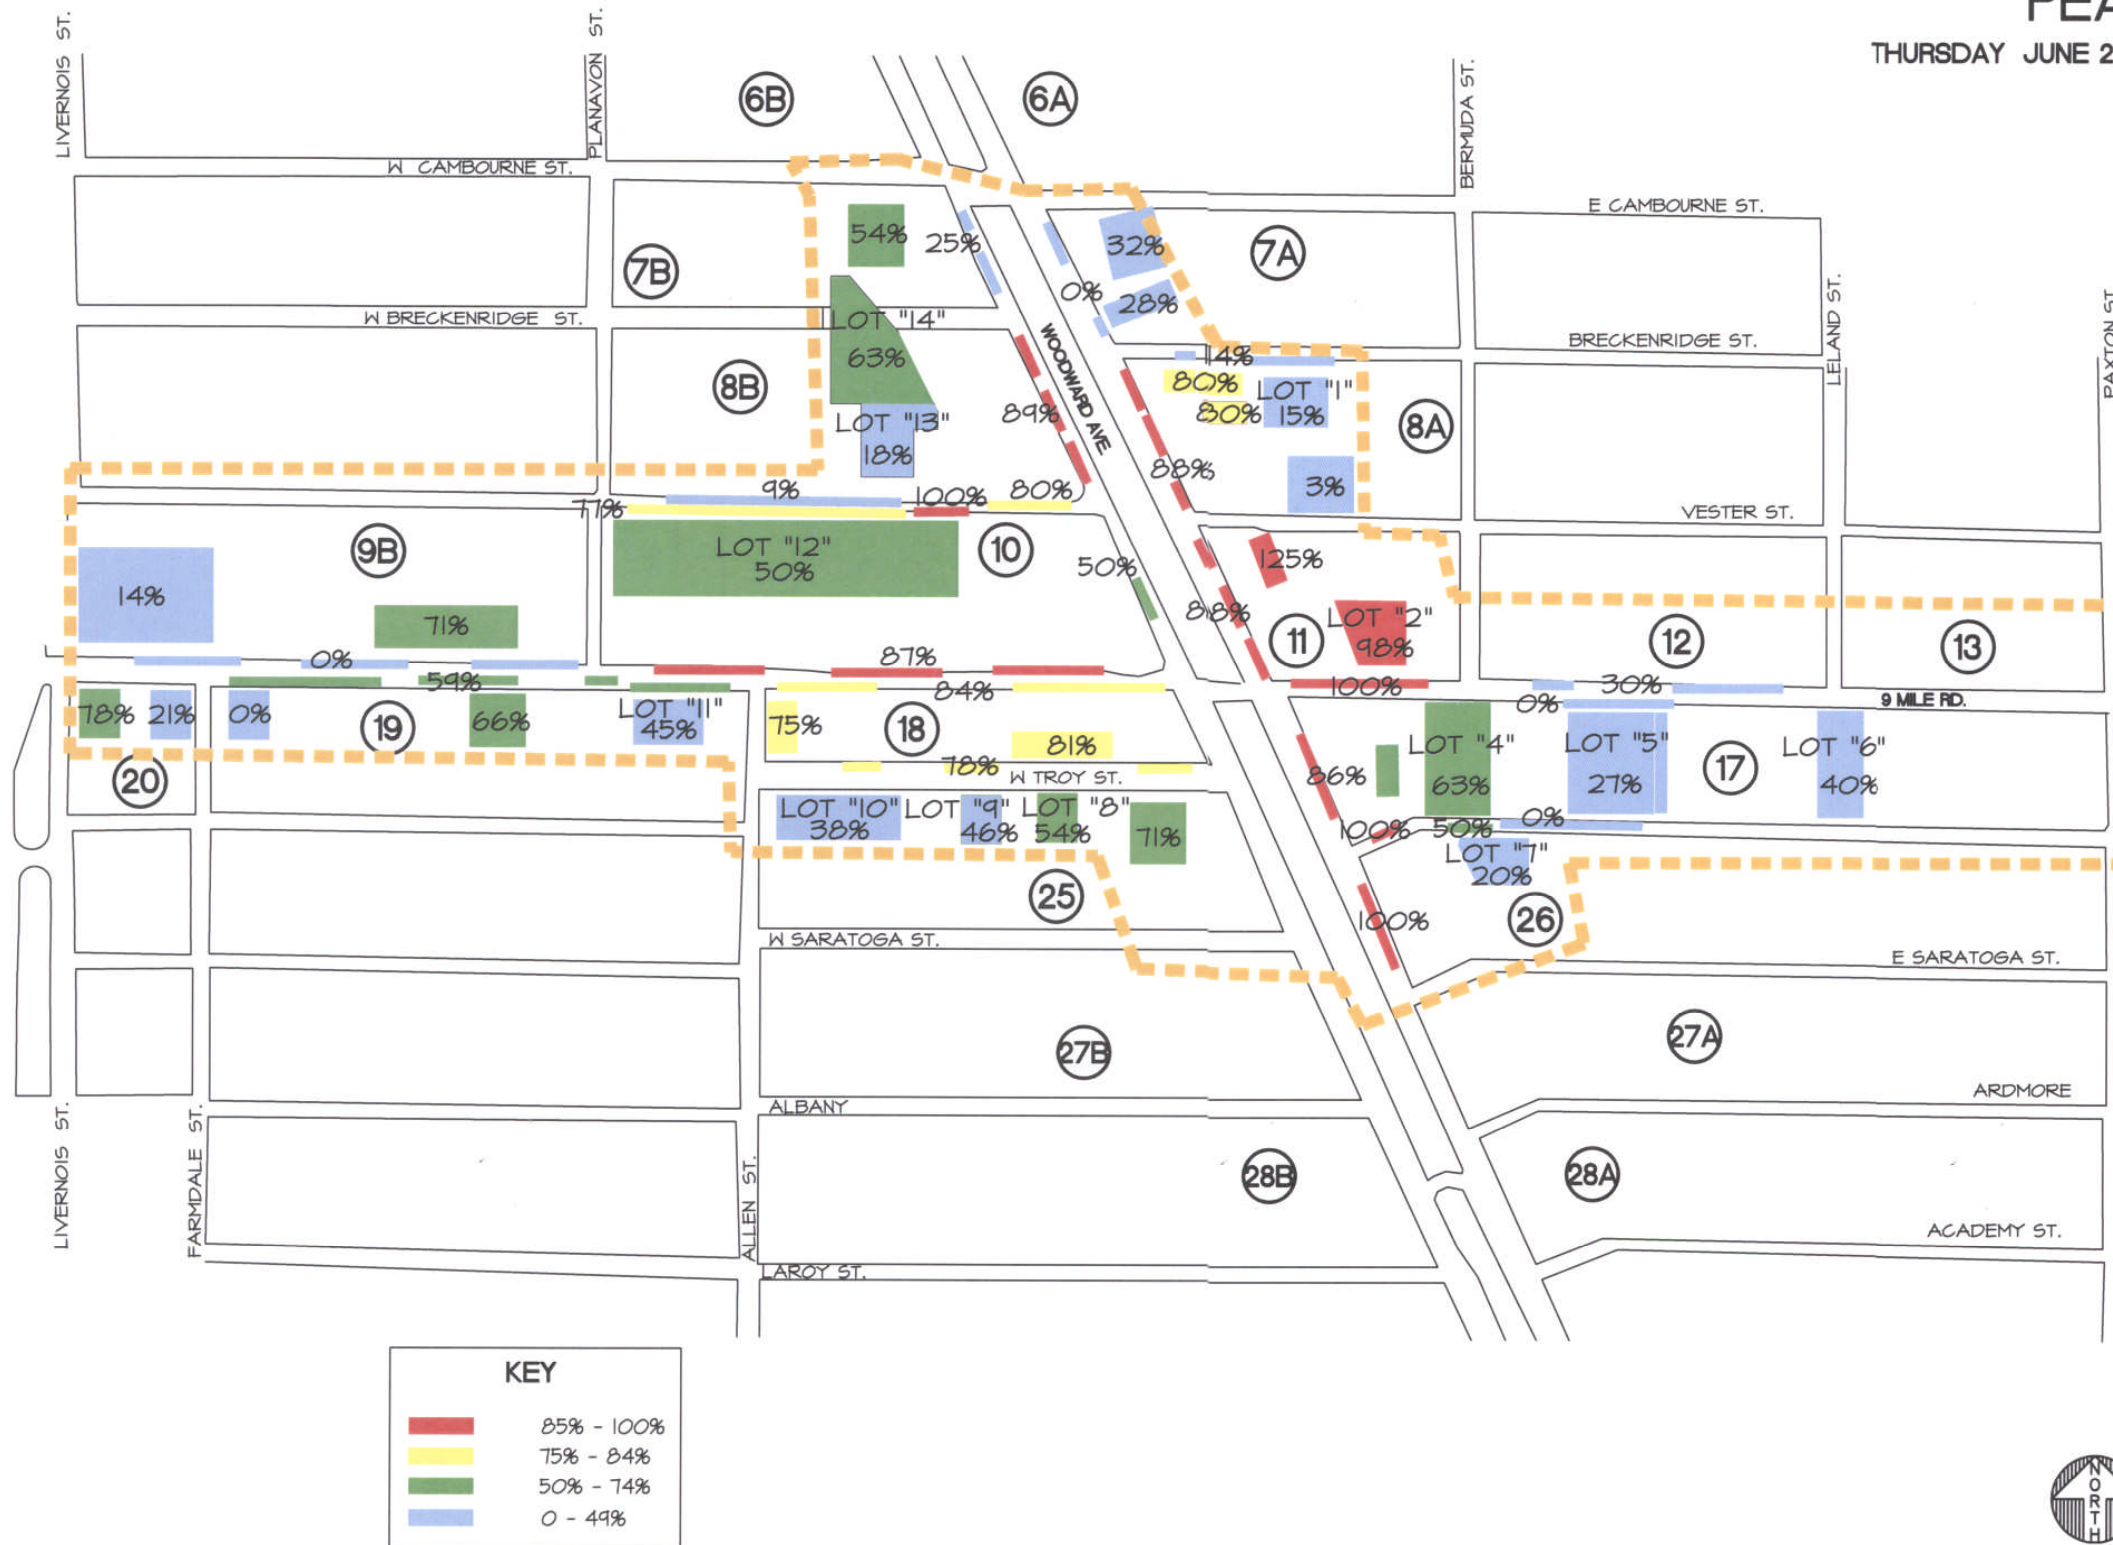 THURSDAY JUNE 2
LIVERNOIS ST.
PLANAVON ST.
6B
6A
BERMUDA ST.
W CAMBOURNE ST.
E CAMBOURNE ST.
54%
25%
32%
7A
7B
0%
28%
LELAND ST.
PAXTON ST.
W BRECKENRIDGE ST.
LOT "14"
63%
WOODWARD AVE
14%
BRECKENRIDGE ST.
8B
80%
LOT "1"
LOT "13"
89%
80%
15%
8A
18%
88%
3%
9%
100%
80%
77%
VESTER ST.
9B
LOT "12"
50%
10
50%
125%
14%
71%
88%
11
LOT "2"
98%
12
13
0%
87%
59%
84%
100%
30%
0%
9 MILE RD.
78%
21%
0%
19
66%
LOT "11"
45%
75%
18
81%
LOT "4"
63%
LOT "5"
27%
17
LOT "6"
40%
86%
20
78%
W TROY ST.
LOT "10"
38%
LOT "9"
46%
LOT "8"
54%
71%
100%
50%
0%
LOT "7"
20%
25
100%
26
W SARATOGA ST.
E SARATOGA ST.
27B
27A
ARDMORE
ALBANY
LIVERNOIS ST.
FARMDALE ST.
ALLEN ST.
28B
28A
ACADEMY ST.
LAROY ST.
KEY
85% - 100%
75% - 84%
50% - 74%
0 - 49%
NORTH